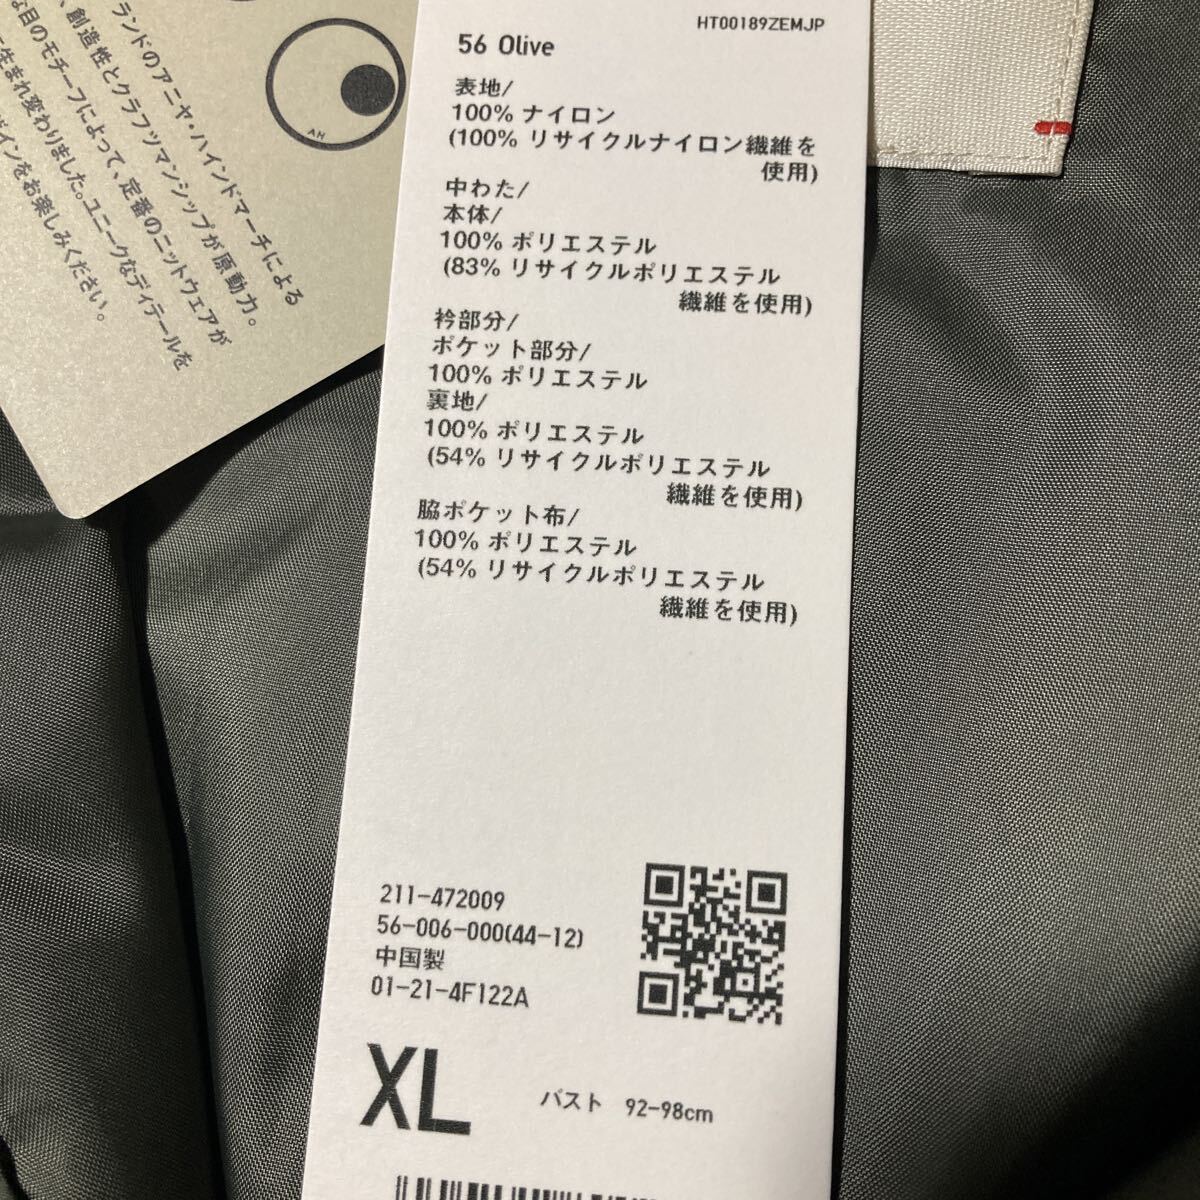 HT00189ZEMJP
56 Olive
表地/
100% ナイロン
(100% リサイクルナイロン繊維を
使用)
中わた/
本体/
100% ポリエステル
(83% リサイクルポリエステル
繊維を使用)
衿部分/
ポケット部分/
100% ポリエステル
裏地/
100% ポリエステル
(54% リサイクルポリエステル
繊維を使用)
脇ポケット布/
100% ポリエステル
(54% リサイクルポリエステル
繊維を使用)
211-472009
56-006-000(44-12)
中国製
01-21-4F122A
XL
バスト 92-98cm
AH
ランドのアニヤ・ハインドマーチによる
創造性とクラフツマンシップが原動力。
な目のモチーフによって、定番のニットウェアが
生まれ変わりました。ユニークなディテールを
インをお楽しみください。